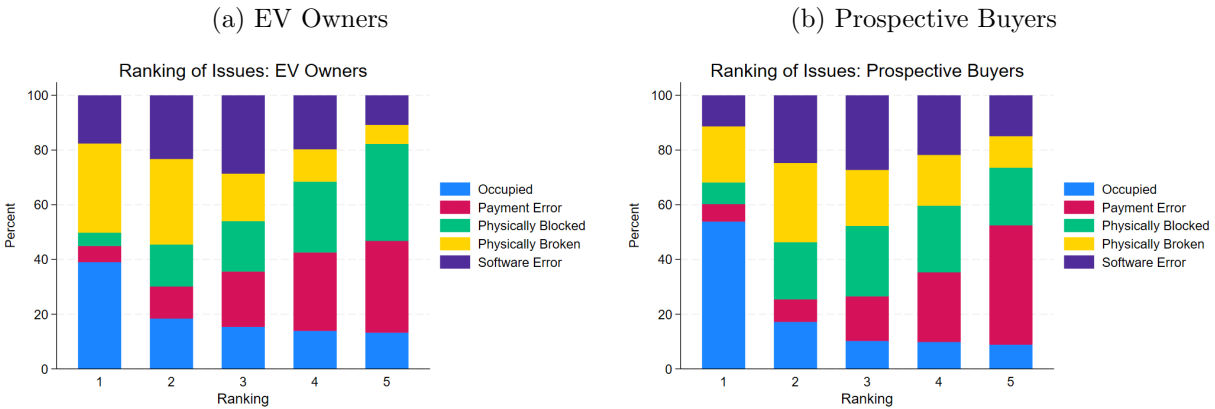 (a) EV Owners
Ranking of Issues: EV Owners
100
80
60
40
20
0
Percent
1 2 3 4 5
Ranking
Occupied
Payment Error
Physically Blocked
Physically Broken
Software Error
(b) Prospective Buyers
Ranking of Issues: Prospective Buyers
100
80
60
40
20
0
Percent
1 2 3 4 5
Ranking
Occupied
Payment Error
Physically Blocked
Physically Broken
Software Error